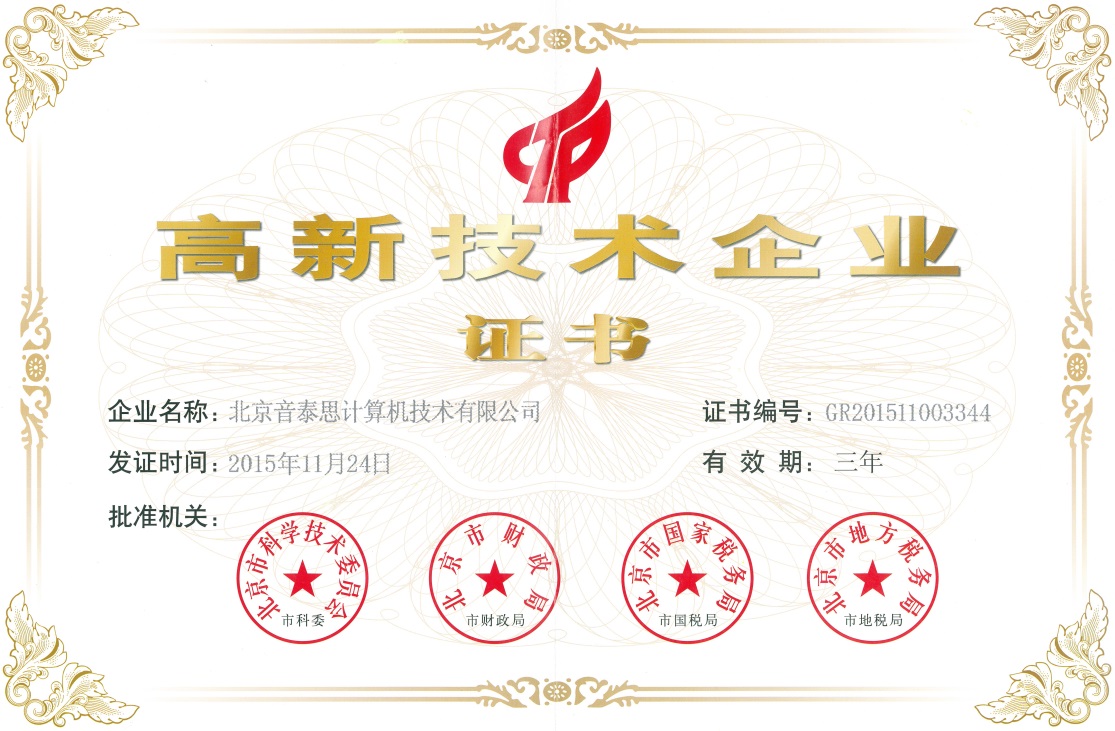 高新技术企业
证书
企业名称：北京音泰思计算机技术有限公司
证书编号：GR201511003344
发证时间：2015年11月24日
有效期：三年
批准机关：
北京市科学技术委员会
市科委
北京市财政局
市财政局
北京市国家税务局
市国税局
北京市地方税务局
市地税局